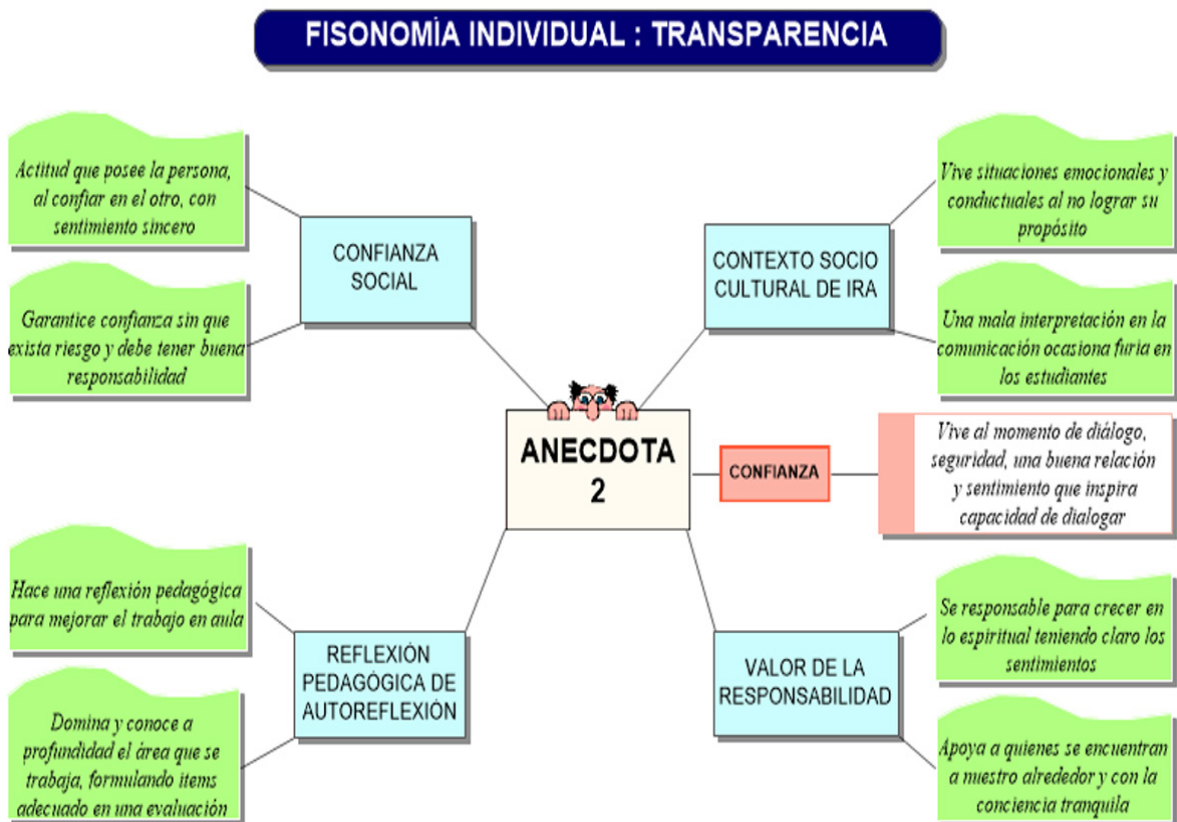 FISONOMÍA INDIVIDUAL : TRANSPARENCIA
Actitud que posee la persona,
al confiar en el otro, con
sentimiento sincero
Garantice confianza sin que
exista riesgo y debe tener buena
responsabilidad
CONFIANZA
SOCIAL
CONTEXTO SOCIO
CULTURAL DE IRA
Vive situaciones emocionales y
conductuales al no lograr su
propósito
Una mala interpretación en la
comunicación ocasiona furia en
los estudiantes
ANECDOTA
2
CONFIANZA
Vive al momento de diálogo,
seguridad, una buena relación
y sentimiento que inspira
capacidad de dialogar
Hace una reflexión pedagógica
para mejorar el trabajo en aula
Domina y conoce a
profundidad el área que se
trabaja, formulando items
adecuado en una evaluación
REFLEXIÓN
PEDAGÓGICA DE
AUTOREFLEXIÓN
VALOR DE LA
RESPONSABILIDAD
Se responsable para crecer en
lo espiritual teniendo claro los
sentimientos
Apoya a quienes se encuentran
a nuestro alrededor y con la
conciencia tranquila